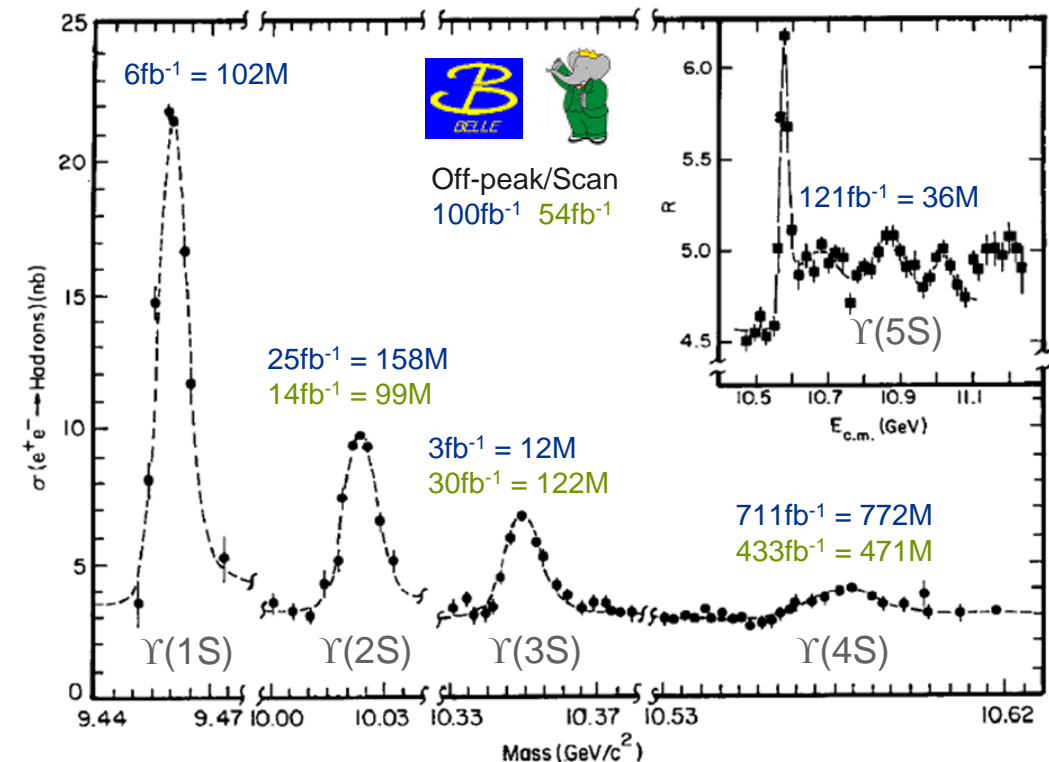 25
20
15
10
5
0
σ(e⁺e⁻→Hadrons)(nb)
6fb⁻¹ = 102M
B
BELLE
Off-peak/Scan
100fb⁻¹ 54fb⁻¹
25fb⁻¹ = 158M
14fb⁻¹ = 99M
3fb⁻¹ = 12M
30fb⁻¹ = 122M
711fb⁻¹ = 772M
433fb⁻¹ = 471M
ϒ(1S) ϒ(2S) ϒ(3S) ϒ(4S)
9.44 9.47 10.00 10.03 10.33 10.37 10.53 10.62
Mass (GeV/c²)
6.0
5.5
5.0
4.5
R
121fb⁻¹ = 36M
ϒ(5S)
10.5 10.7 10.9 11.1
E c.m. (GeV)